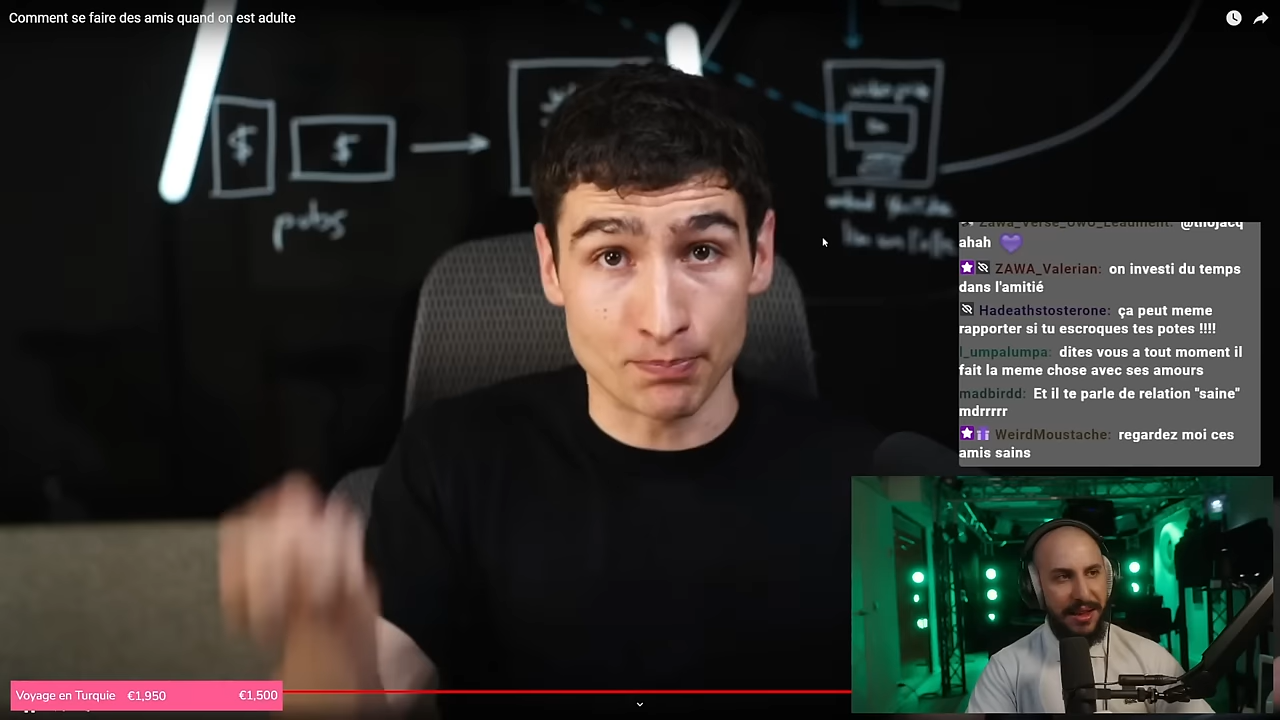 Comment se faire des amis quand on est adulte
$
$
pubs
@thojacq
ahah
ZAWA_Valerian: on investi du temps
dans l'amitié
Hadeathstosterone: ça peut meme
rapporter si tu escroques tes potes !!!!
I_umpalumpa: dites vous a tout moment il
fait la meme chose avec ses amours
madbirdd: Et il te parle de relation "saine"
mdrrrrr
WeirdMoustache: regardez moi ces
amis sains
Voyage en Turquie €1,950 €1,500